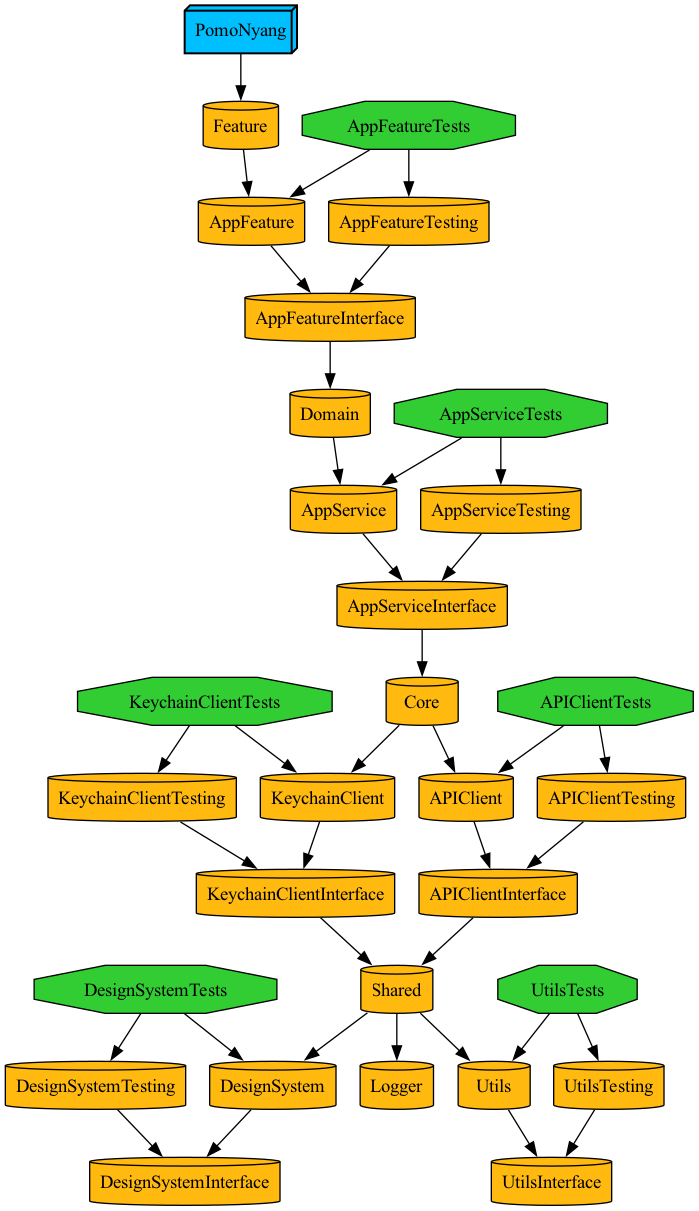 PomoNyang
Feature
AppFeatureTests
AppFeature
AppFeatureTesting
AppFeatureInterface
Domain
AppServiceTests
AppService
AppServiceTesting
AppServiceInterface
KeychainClientTests
Core
APIClientTests
KeychainClientTesting
KeychainClient
APIClient
APIClientTesting
KeychainClientInterface
APIClientInterface
DesignSystemTests
Shared
UtilsTests
DesignSystemTesting
DesignSystem
Logger
Utils
UtilsTesting
DesignSystemInterface
UtilsInterface